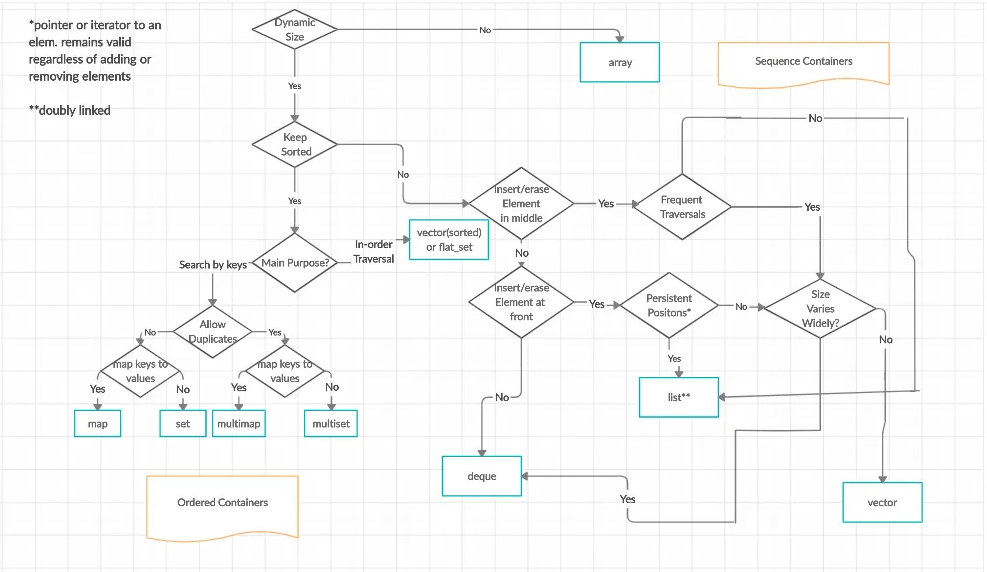 *pointer or iterator to an
elem. remains valid
regardless of adding or
removing elements
**doubly linked
Dynamic
Size
No
array
Sequence Containers
Yes
Keep
Sorted
No
No
Yes
Insert/erase
Element
in middle
Yes
Frequent
Traversals
Yes
Main Purpose?
In-order
Traversal
vector(sorted)
or flat_set
Search by keys
No
Insert/erase
Element at
front
Yes
Persistent
Positons*
No
Size
Varies
Widely?
No
Allow
Duplicates
No
Yes
map keys to
values
map keys to
values
Yes
No
Yes
No
map
set
multimap
multiset
Yes
list**
No
deque
Yes
vector
Ordered Containers